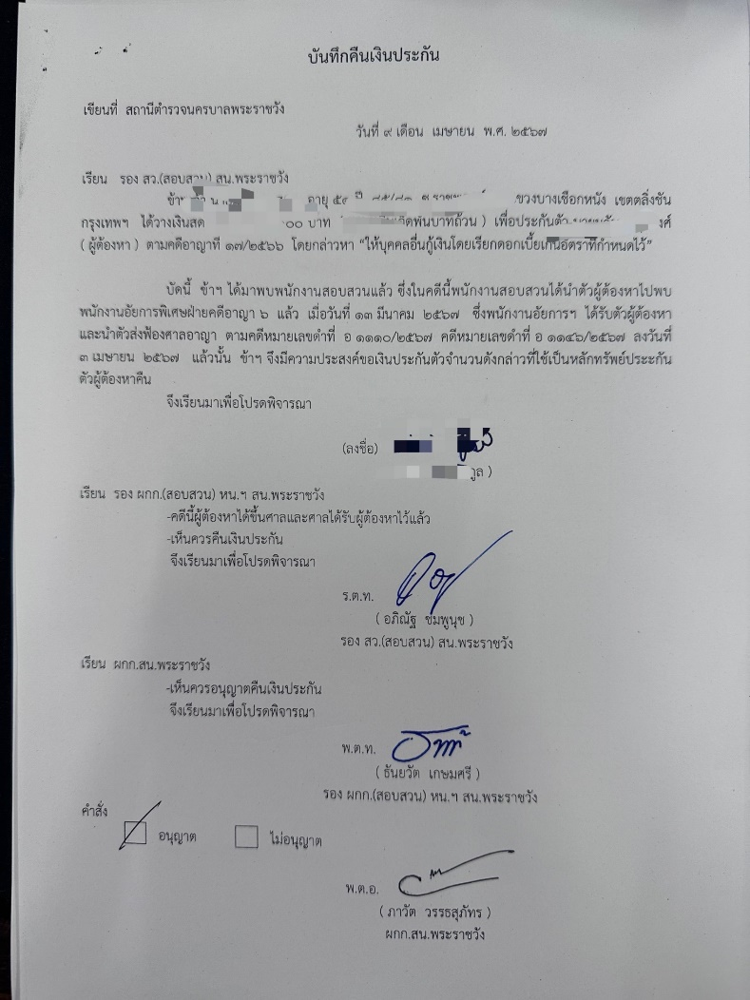 บันทึกคืนเงินประกัน
เขียนที่ สถานีตำรวจนครบาลพระราชวัง
วันที่ ๙ เดือน เมษายน พ.ศ. ๒๕๖๗
เรียน รอง สว.(สอบสวน) สน.พระราชวัง
อายุ ๕๙ ปี ขวงบางเชือกหนัง เขตตลิ่งชัน
กรุงเทพฯ ได้วางเงินสด ๐๐ บาท พันบาทถ้วน ) เพื่อประกันตัว งศ์
( ผู้ต้องหา ) ตามคดีอาญาที่ ๑๗/๒๕๖๖ โดยกล่าวหา “ให้บุคคลอื่นกู้เงินโดยเรียกดอกเบี้ยเกินอัตราที่กำหนดไว้”
บัดนี้ ข้าฯ ได้มาพบพนักงานสอบสวนแล้ว ซึ่งในคดีนี้พนักงานสอบสวนได้นำตัวผู้ต้องหาไปพบ
พนักงานอัยการพิเศษฝ่ายคดีอาญา ๖ แล้ว เมื่อวันที่ ๑๓ มีนาคม ๒๕๖๗ ซึ่งพนักงานอัยการฯ ได้รับตัวผู้ต้องหา
และนำตัวส่งฟ้องศาลอาญา ตามคดีหมายเลขดำที่ อ ๑๑๑๐/๒๕๖๗ คดีหมายเลขดำที่ อ ๑๑๔๖/๒๕๖๗ ลงวันที่
๓ เมษายน ๒๕๖๗ แล้วนั้น ข้าฯ จึงมีความประสงค์ขอเงินประกันตัวจำนวนดังกล่าวที่ใช้เป็นหลักทรัพย์ประะกัน
ตัวผู้ต้องหาคืน
จึงเรียนมาเพื่อโปรดพิจารณา
(ลงชื่อ)
กูล )
เรียน รอง ผกก.(สอบสวน) หน.ฯ สน.พระราชวัง
-คดีนี้ผู้ต้องหาได้ขึ้นศาลและศาลได้รับผู้ต้องหาไว้แล้ว
-เห็นควรคืนเงินประกัน
จึงเรียนมาเพื่อโปรดพิจารณา
ร.ต.ท.
( อภิณัฐ ชมพูนุช )
รอง สว.(สอบสวน) สน.พระราชวัง
เรียน ผกก.สน.พระราชวัง
-เห็นควรอนุญาตคืนเงินประกัน
จึงเรียนมาเพื่อโปรดพิจารณา
พ.ต.ท.
( ธันยวัต เกษมศรี )
รอง ผกก.(สอบสวน) หน.ฯ สน.พระราชวัง
คำสั่ง
อนุญาต ไม่อนุญาต
พ.ต.อ.
( ภาวัต วรรธสุภัทร )
ผกก.สน.พระราชวัง